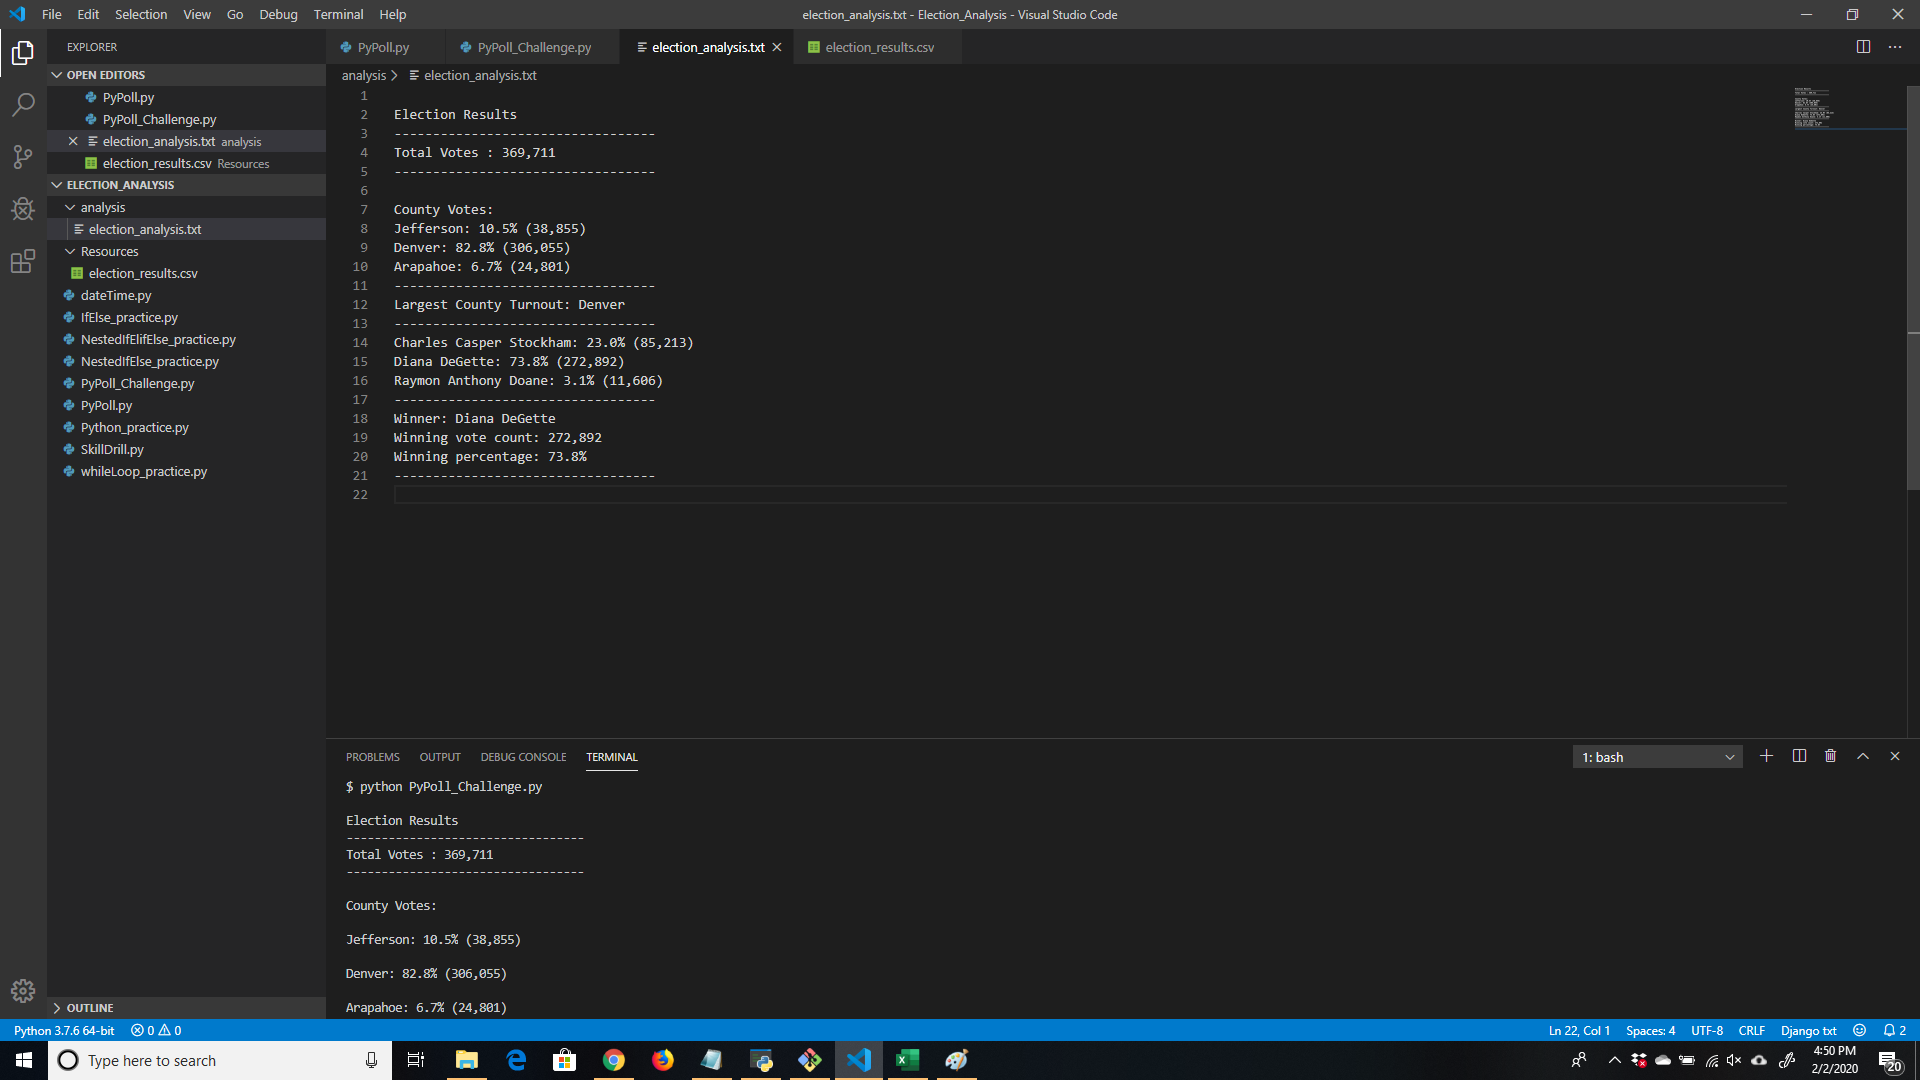 File Edit Selection View Go Debug Terminal Help
election_analysis.txt - Election_Analysis - Visual Studio Code
EXPLORER
OPEN EDITORS
PyPoll.py
PyPoll_Challenge.py
election_analysis.txt analysis
election_results.csv Resources
ELECTION_ANALYSIS
analysis
election_analysis.txt
Resources
election_results.csv
dateTime.py
IfElse_practice.py
NestedIfElifElse_practice.py
NestedIfElse_practice.py
PyPoll_Challenge.py
PyPoll.py
Python_practice.py
SkillDrill.py
whileLoop_practice.py
OUTLINE
PyPoll.py PyPoll_Challenge.py election_analysis.txt election_results.csv
analysis > election_analysis.txt
1
2 Election Results
3 ----------------------------------
4 Total Votes : 369,711
5 ----------------------------------
6
7 County Votes:
8 Jefferson: 10.5% (38,855)
9 Denver: 82.8% (306,055)
10 Arapahoe: 6.7% (24,801)
11 ----------------------------------
12 Largest County Turnout: Denver
13 ----------------------------------
14 Charles Casper Stockham: 23.0% (85,213)
15 Diana DeGette: 73.8% (272,892)
16 Raymon Anthony Doane: 3.1% (11,606)
17 ----------------------------------
18 Winner: Diana DeGette
19 Winning vote count: 272,892
20 Winning percentage: 73.8%
21 ----------------------------------
22
PROBLEMS OUTPUT DEBUG CONSOLE TERMINAL
1: bash
$ python PyPoll_Challenge.py
Election Results
----------------------------------
Total Votes : 369,711
----------------------------------
County Votes:
Jefferson: 10.5% (38,855)
Denver: 82.8% (306,055)
Arapahoe: 6.7% (24,801)
Python 3.7.6 64-bit 0 0
Ln 22, Col 1 Spaces: 4 UTF-8 CRLF Django txt 2
Type here to search
4:50 PM
2/2/2020
20